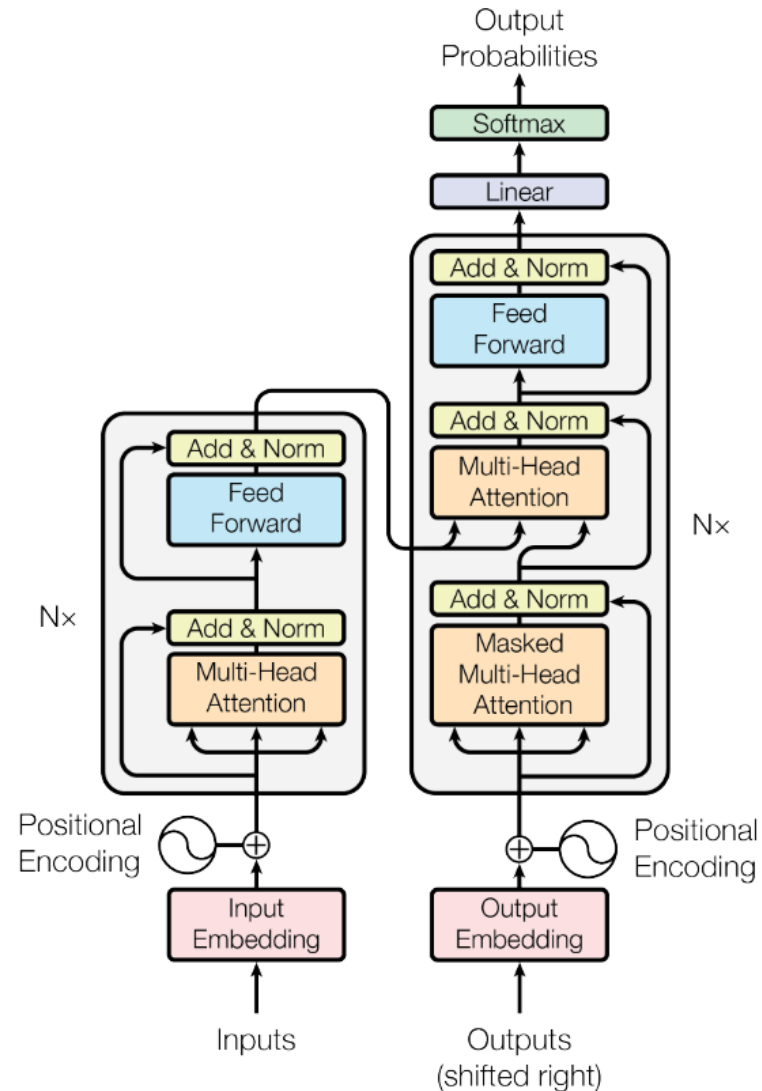 Output
Probabilities
Softmax
Linear
Add & Norm
Feed
Forward
Add & Norm
Multi-Head
Attention
Add & Norm
Masked
Multi-Head
Attention
Nx
Add & Norm
Feed
Forward
Add & Norm
Multi-Head
Attention
Nx
Positional
Encoding
Positional
Encoding
Input
Embedding
Output
Embedding
Inputs
Outputs
(shifted right)